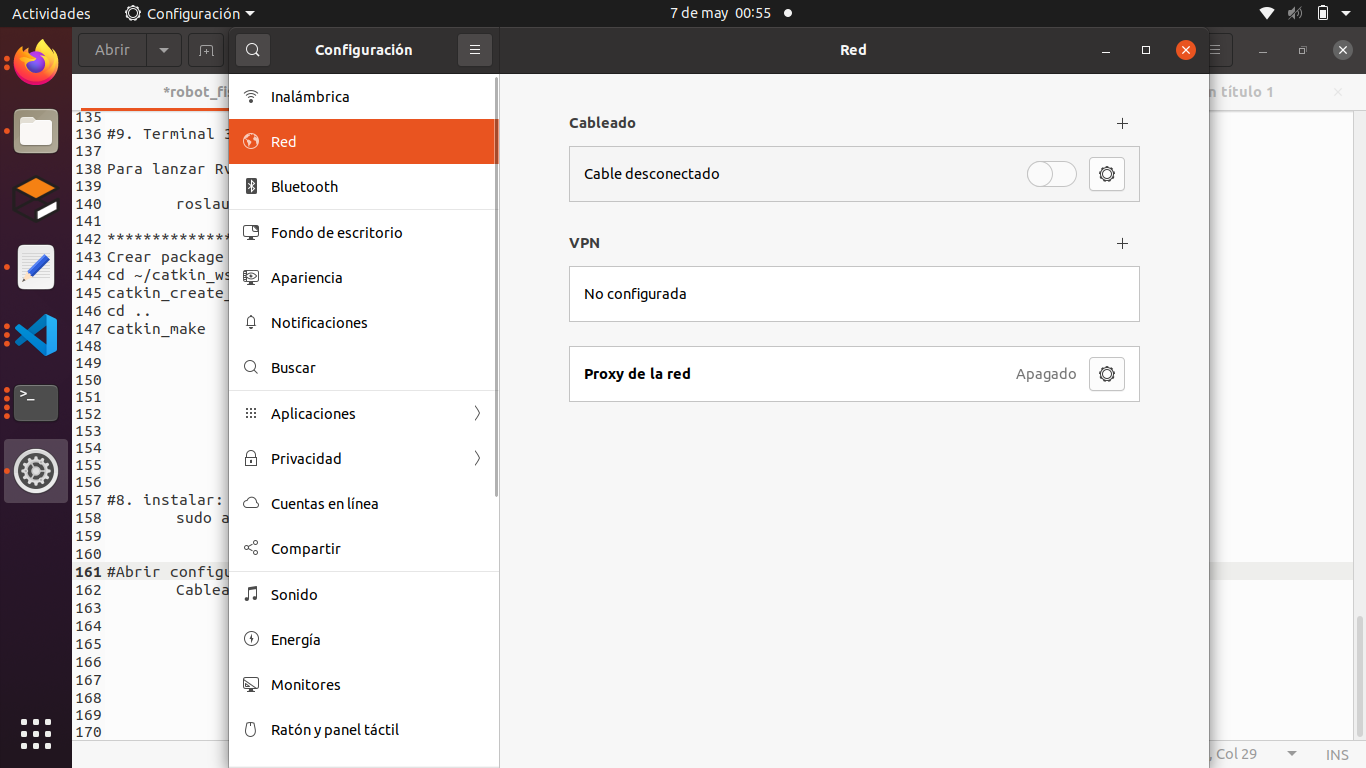 Actividades
Configuración
7 de may 00:55
Abrir
Configuración
Red
*robot_fi
n título 1
Inalámbrica
Red
Bluetooth
Fondo de escritorio
Apariencia
Notificaciones
Buscar
Aplicaciones
Privacidad
Cuentas en línea
Compartir
Sonido
Energía
Monitores
Ratón y panel táctil
Cableado
Cable desconectado
VPN
No configurada
Proxy de la red
Apagado
135
136 #9. Terminal 3
137
138 Para lanzar Rv
139
140 roslau
141
142 **************
143 Crear package
144 cd ~/catkin_ws
145 catkin_create_
146 cd ..
147 catkin_make
148
149
150
151
152
153
154
155
156
157 #8. instalar:
158 sudo a
159
160
161 #Abrir configu
162 Cablea
163
164
165
166
167
168
169
170
, Col 29
INS